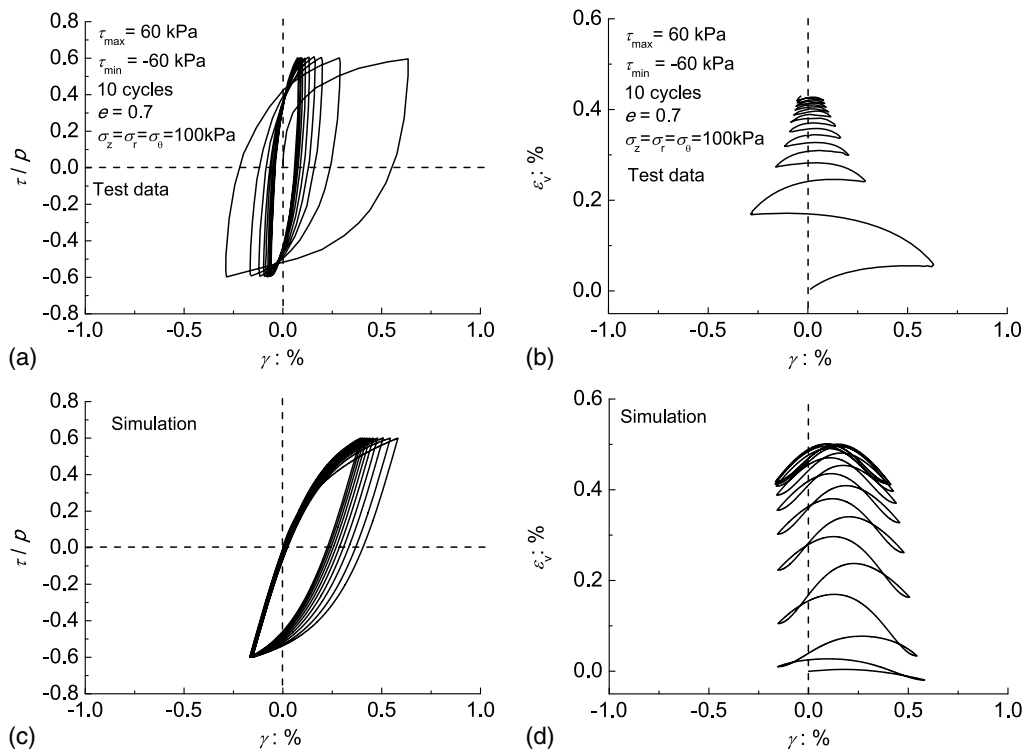 0.8
0.6
0.4
0.2
0.0
-0.2
-0.4
-0.6
-0.8
τ / p
τmax= 60 kPa
τmin= -60 kPa
10 cycles
e = 0.7
σz=σr=σθ=100kPa
Test data
-1.0 -0.5 0.0 0.5 1.0
γ : %
(a)
0.6
0.4
0.2
0.0
εv: %
τmax= 60 kPa
τmin= -60 kPa
10 cycles
e = 0.7
σz=σr=σθ=100kPa
Test data
-1.0 -0.5 0.0 0.5 1.0
γ : %
(b)
0.8
0.6
0.4
0.2
0.0
-0.2
-0.4
-0.6
-0.8
τ / p
Simulation
-1.0 -0.5 0.0 0.5 1.0
γ : %
(c)
0.6
0.4
0.2
0.0
εv: %
Simulation
-1.0 -0.5 0.0 0.5 1.0
γ : %
(d)